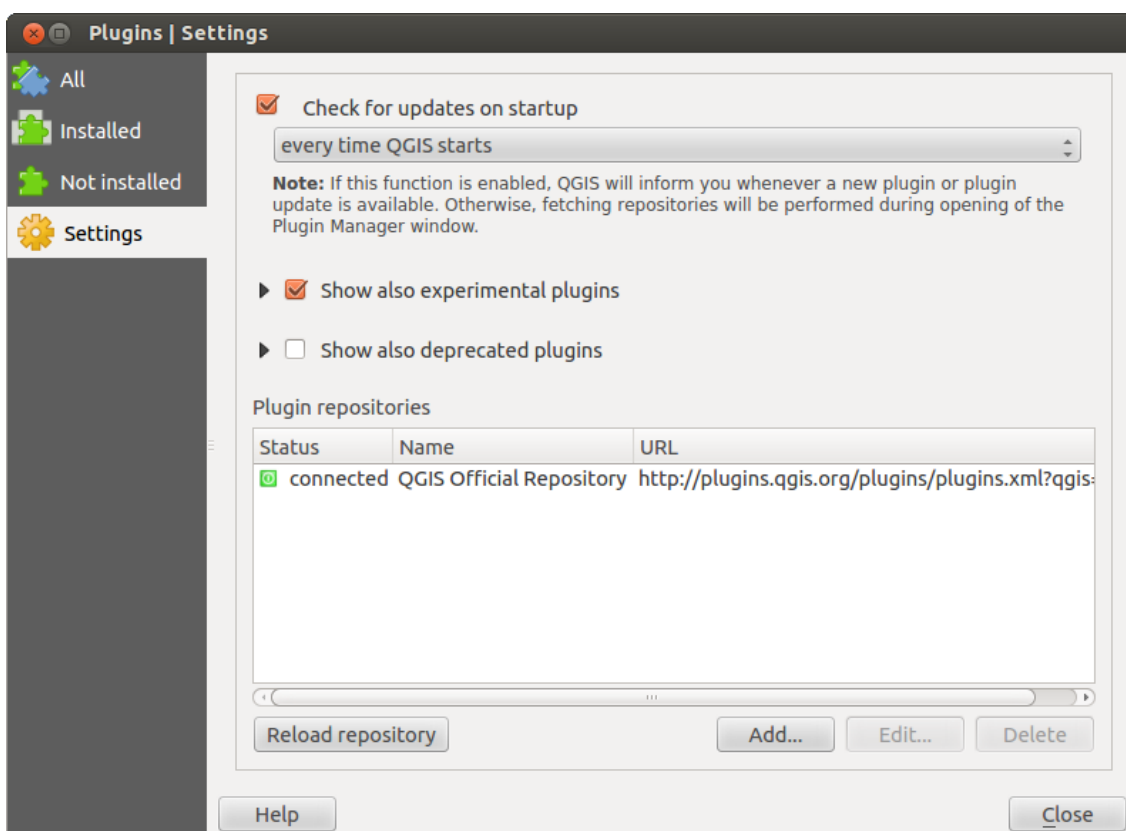 Plugins | Settings
All
Installed
Not installed
Settings
Check for updates on startup
every time QGIS starts
Note: If this function is enabled, QGIS will inform you whenever a new plugin or plugin
update is available. Otherwise, fetching repositories will be performed during opening of the
Plugin Manager window.
Show also experimental plugins
Show also deprecated plugins
Plugin repositories
Status Name URL
connected QGIS Official Repository http://plugins.qgis.org/plugins/plugins.xml?qgis=
Reload repository Add... Edit... Delete
Help Close